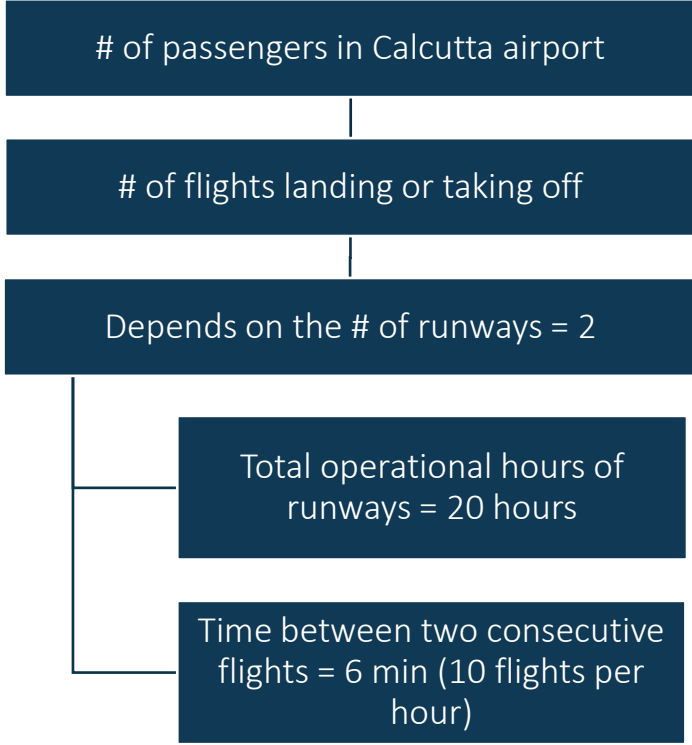 # of passengers in Calcutta airport
# of flights landing or taking off
Depends on the # of runways = 2
Total operational hours of
runways = 20 hours
Time between two consecutive
flights = 6 min (10 flights per
hour)